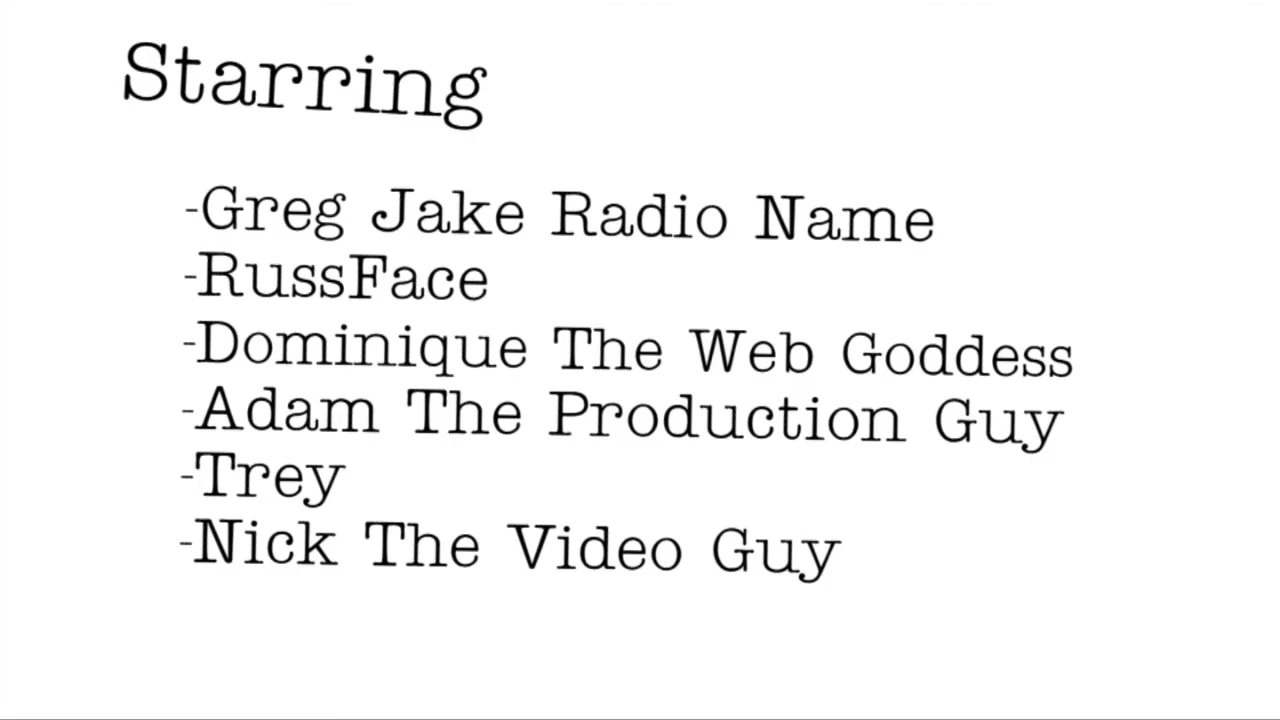 Starring
-Greg Jake Radio Name
-RussFace
-Dominique The Web Goddess
-Adam The Production Guy
-Trey
-Nick The Video Guy